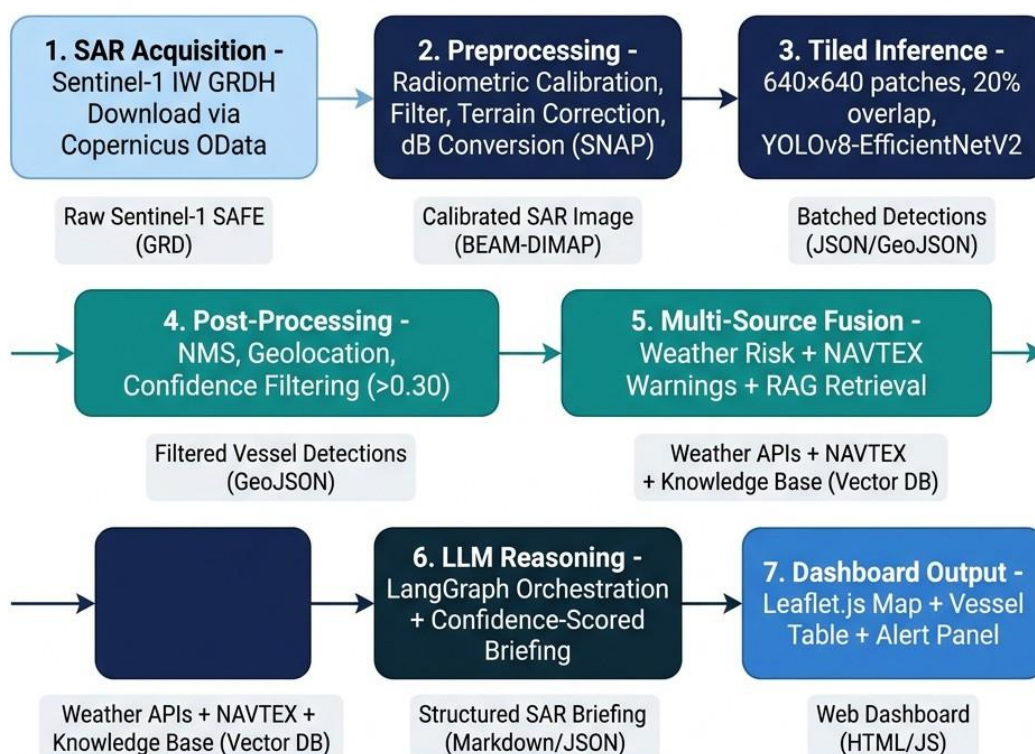 1. SAR Acquisition -
Sentinel-1 IW GRDH
Download via
Copernicus OData
2. Preprocessing -
Radiometric Calibration,
Filter, Terrain Correction,
dB Conversion (SNAP)
3. Tiled Inference -
640×640 patches, 20%
overlap,
YOLOv8-EfficientNetV2
Raw Sentinel-1 SAFE
(GRD)
Calibrated SAR Image
(BEAM-DIMAP)
Batched Detections
(JSON/GeoJSON)
4. Post-Processing -
NMS, Geolocation,
Confidence Filtering (>0.30)
5. Multi-Source Fusion -
Weather Risk + NAVTEX
Warnings + RAG Retrieval
Filtered Vessel Detections
(GeoJSON)
Weather APIs + NAVTEX
+ Knowledge Base (Vector DB)
6. LLM Reasoning -
LangGraph Orchestration
+ Confidence-Scored
Briefing
7. Dashboard Output -
Leaflet.js Map + Vessel
Table + Alert Panel
Weather APIs + NAVTEX +
Knowledge Base (Vector DB)
Structured SAR Briefing
(Markdown/JSON)
Web Dashboard
(HTML/JS)